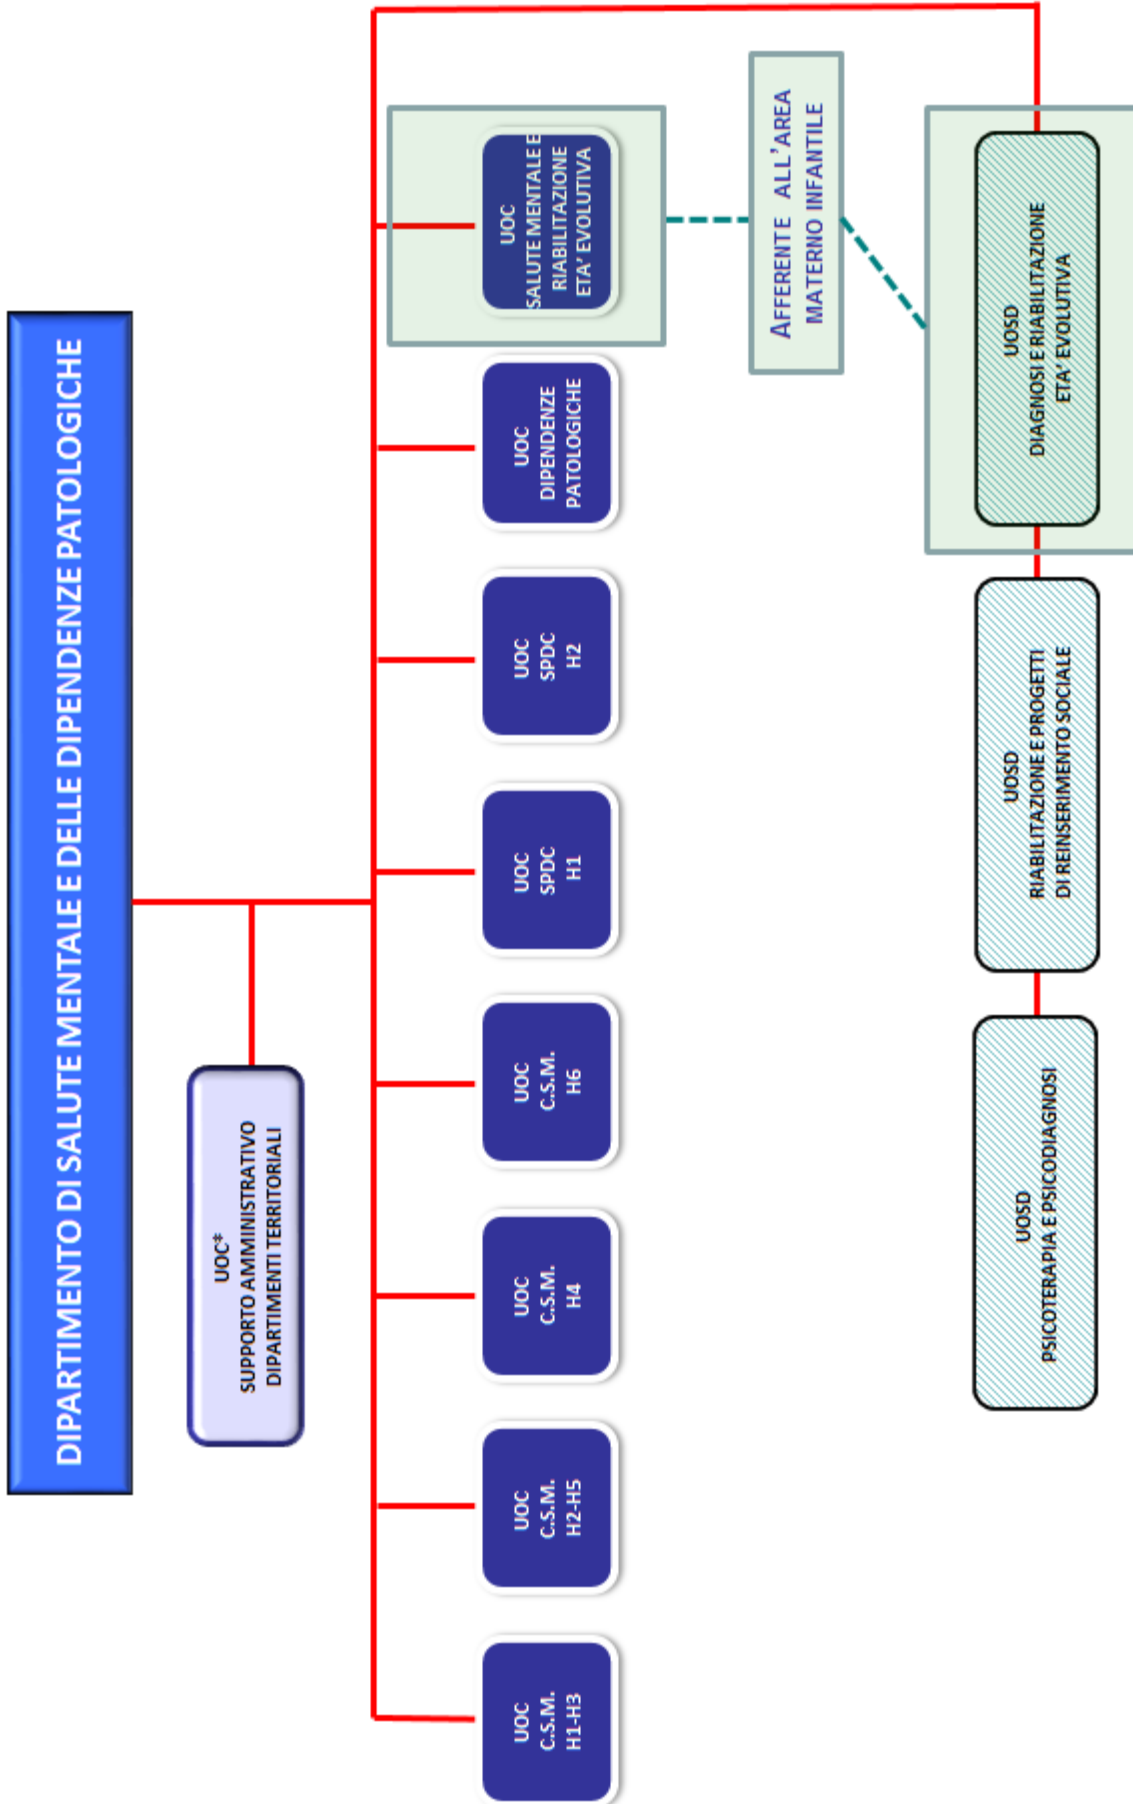 DIPARTIMENTO DI SALUTE MENTALE E DELLE DIPENDENZE PATOLOGICHE
UOC*
SUPPORTO AMMINISTRATIVO
DIPARTIMENTI TERRITORIALI
UOC
C.S.M.
H1-H3
UOC
C.S.M.
H2-H5
UOC
C.S.M.
H4
UOC
C.S.M.
H6
UOC
SPDC
H1
UOC
SPDC
H2
UOC
DIPENDENZE
PATOLOGICHE
UOC
SALUTE MENTALE E
RIABILITAZIONE
ETA' EVOLUTIVA
AFFERENTE ALL'AREA
MATERNO INFANTILE
UOSD
PSICOTERAPIA E PSICODIAGNOSI
UOSD
RIABILITAZIONE E PROGETTI
DI REINSERIMENTO SOCIALE
UOSD
DIAGNOSI E RIABILITAZIONE
ETA' EVOLUTIVA